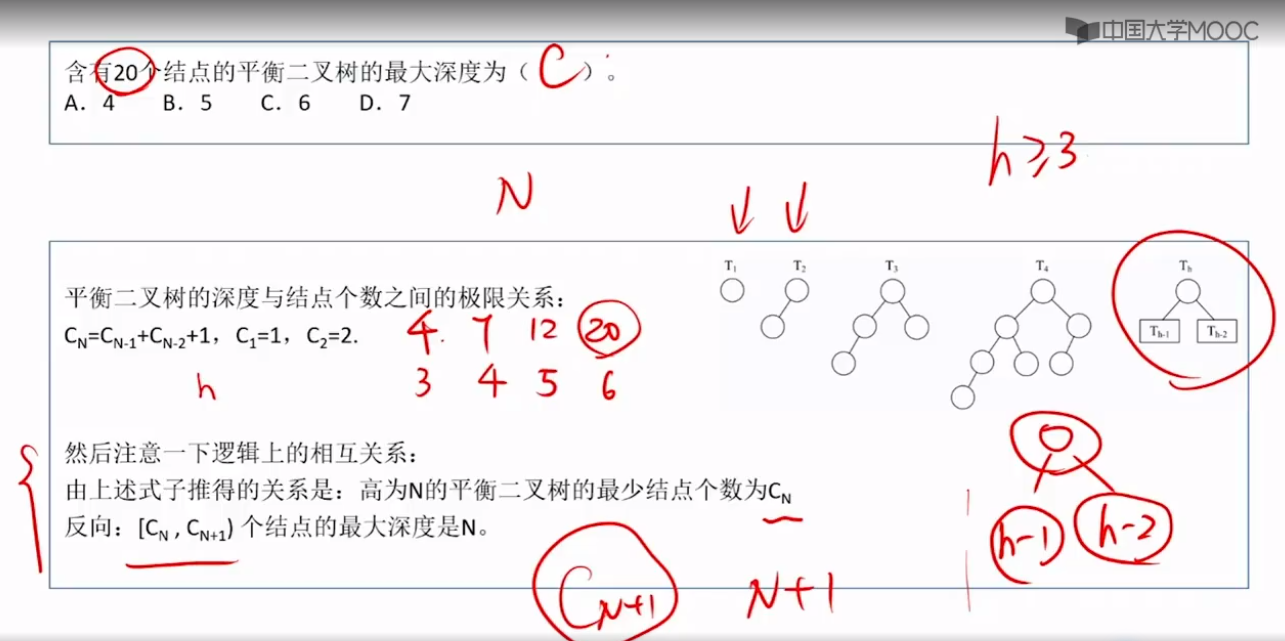 中国大学MOOC
含有20个结点的平衡二叉树的最大深度为（ C ）。
A. 4 B. 5 C. 6 D. 7
h≥3
N
平衡二叉树的深度与结点个数之间的极限关系：
C_N=C_{N-1}+C_{N-2}+1，C_1=1，C_2=2.
4 7 12 20
h 3 4 5 6
T_1 T_2 T_3 T_4 T_h
T_{h-1} T_{h-2}
然后注意一下逻辑上的相互关系：
由上述式子推得的关系是：高为N的平衡二叉树的最少结点个数为C_N
反向：[C_N , C_{N+1}) 个结点的最大深度是N。
h-1 h-2
C_{N+1} N+1